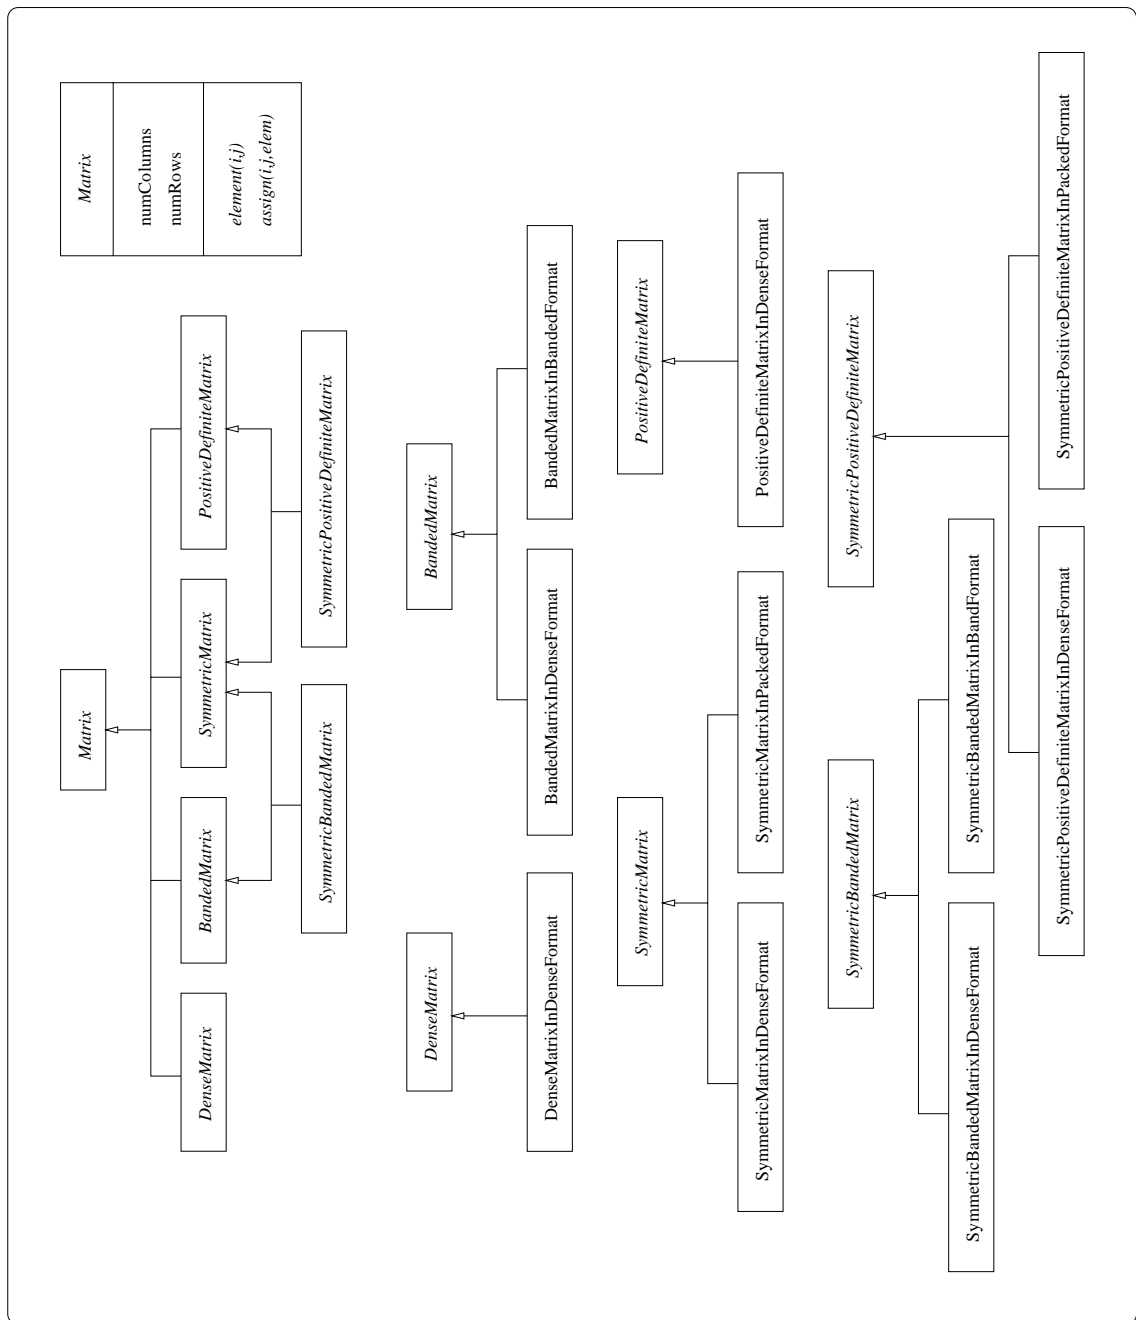 Matrix
Matrix
numColumns
numRows
element(i,j)
assign(i,j,elem)
DenseMatrix
BandedMatrix
SymmetricMatrix
PositiveDefiniteMatrix
SymmetricBandedMatrix
SymmetricPositiveDefiniteMatrix
DenseMatrix
BandedMatrix
DenseMatrixInDenseFormat
BandedMatrixInDenseFormat
BandedMatrixInBandedFormat
SymmetricMatrix
PositiveDefiniteMatrix
SymmetricMatrixInDenseFormat
SymmetricMatrixInPackedFormat
PositiveDefiniteMatrixInDenseFormat
SymmetricBandedMatrix
SymmetricPositiveDefiniteMatrix
SymmetricBandedMatrixInDenseFormat
SymmetricBandedMatrixInBandFormat
SymmetricPositiveDefiniteMatrixInDenseFormat
SymmetricPositiveDefiniteMatrixInPackedFormat